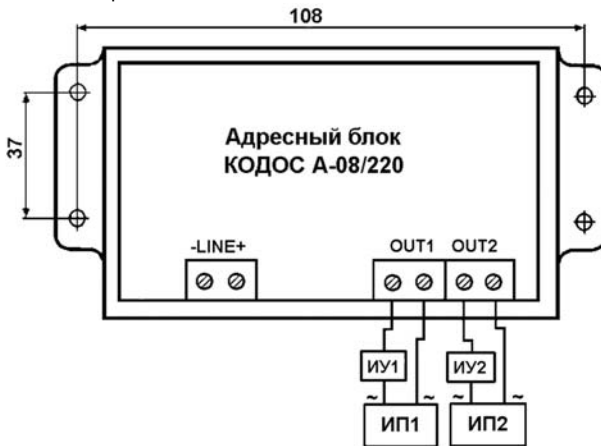 108
37
Адресный блок
КОДОС А-08/220
-LINE+
OUT1 OUT2
ИУ1 ИУ2
~ ~ ~ ~
ИП1 ИП2